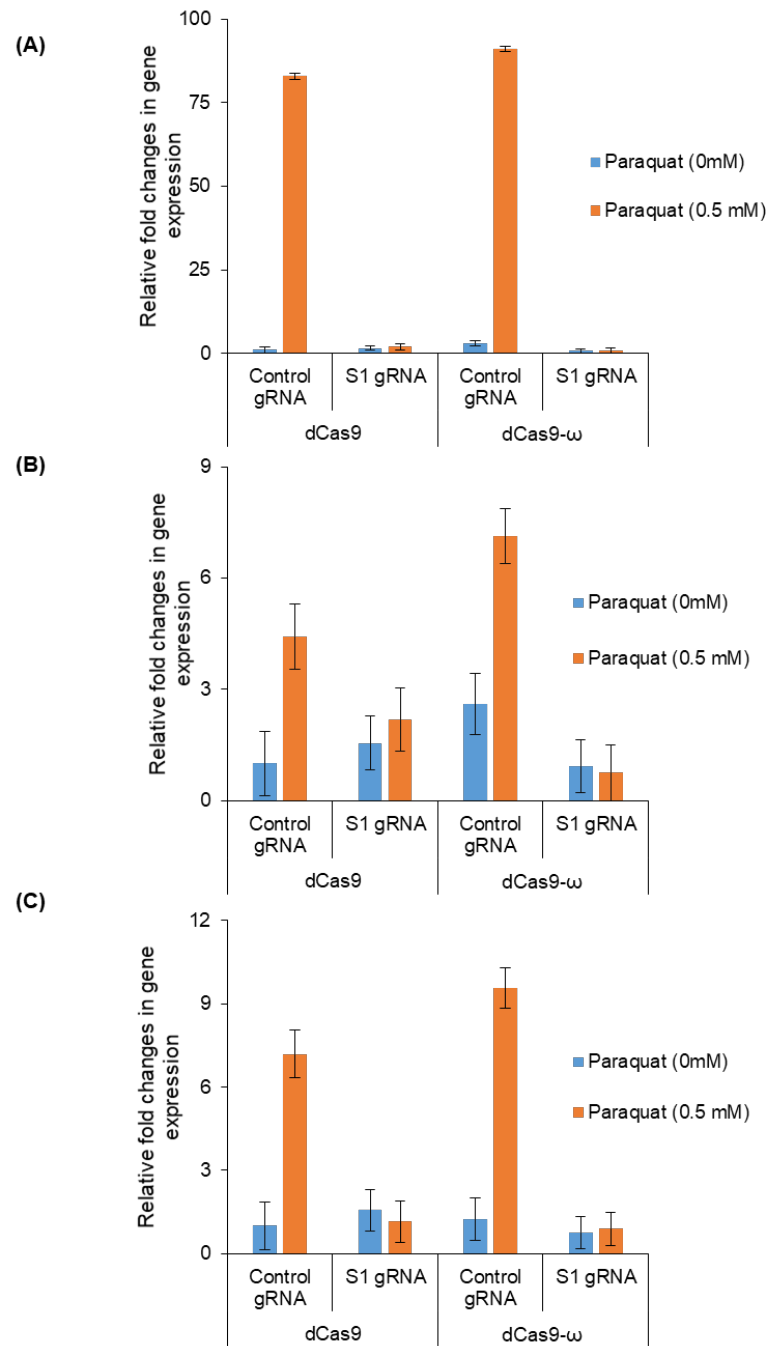 (A)
Relative fold changes in gene
expression
100
75
50
25
0
Paraquat (0mM)
Paraquat (0.5 mM)
Control
gRNA
S1 gRNA
Control
gRNA
S1 gRNA
dCas9
dCas9-ω
(B)
Relative fold changes in gene
expression
9
6
3
0
Paraquat (0mM)
Paraquat (0.5 mM)
Control
gRNA
S1 gRNA
Control
gRNA
S1 gRNA
dCas9
dCas9-ω
(C)
Relative fold changes in gene
expression
12
9
6
3
0
Paraquat (0mM)
Paraquat (0.5 mM)
Control
gRNA
S1 gRNA
Control
gRNA
S1 gRNA
dCas9
dCas9-ω